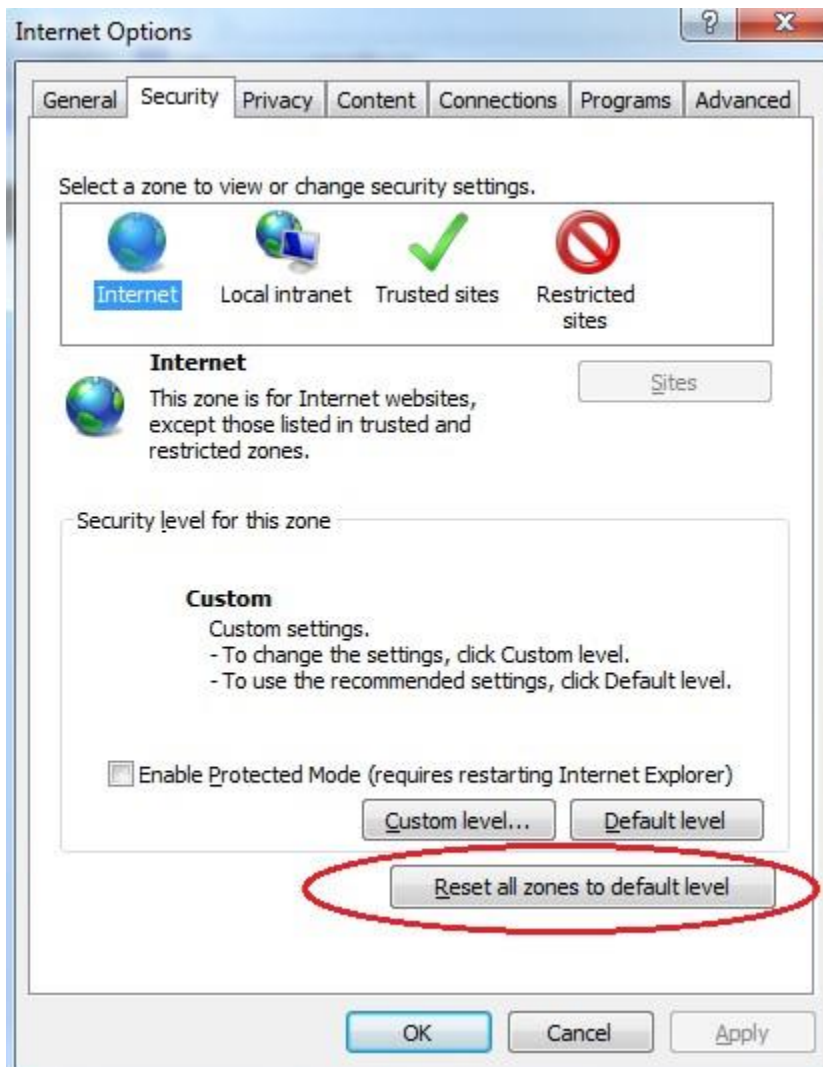 Internet Options
?
General Security Privacy Content Connections Programs Advanced
Select a zone to view or change security settings.
Internet Local intranet Trusted sites Restricted
sites
Internet
This zone is for Internet websites,
except those listed in trusted and
restricted zones.
Sites
Security level for this zone
Custom
Custom settings.
- To change the settings, click Custom level.
- To use the recommended settings, click Default level.
Enable Protected Mode (requires restarting Internet Explorer)
Custom level... Default level
Reset all zones to default level
OK Cancel Apply